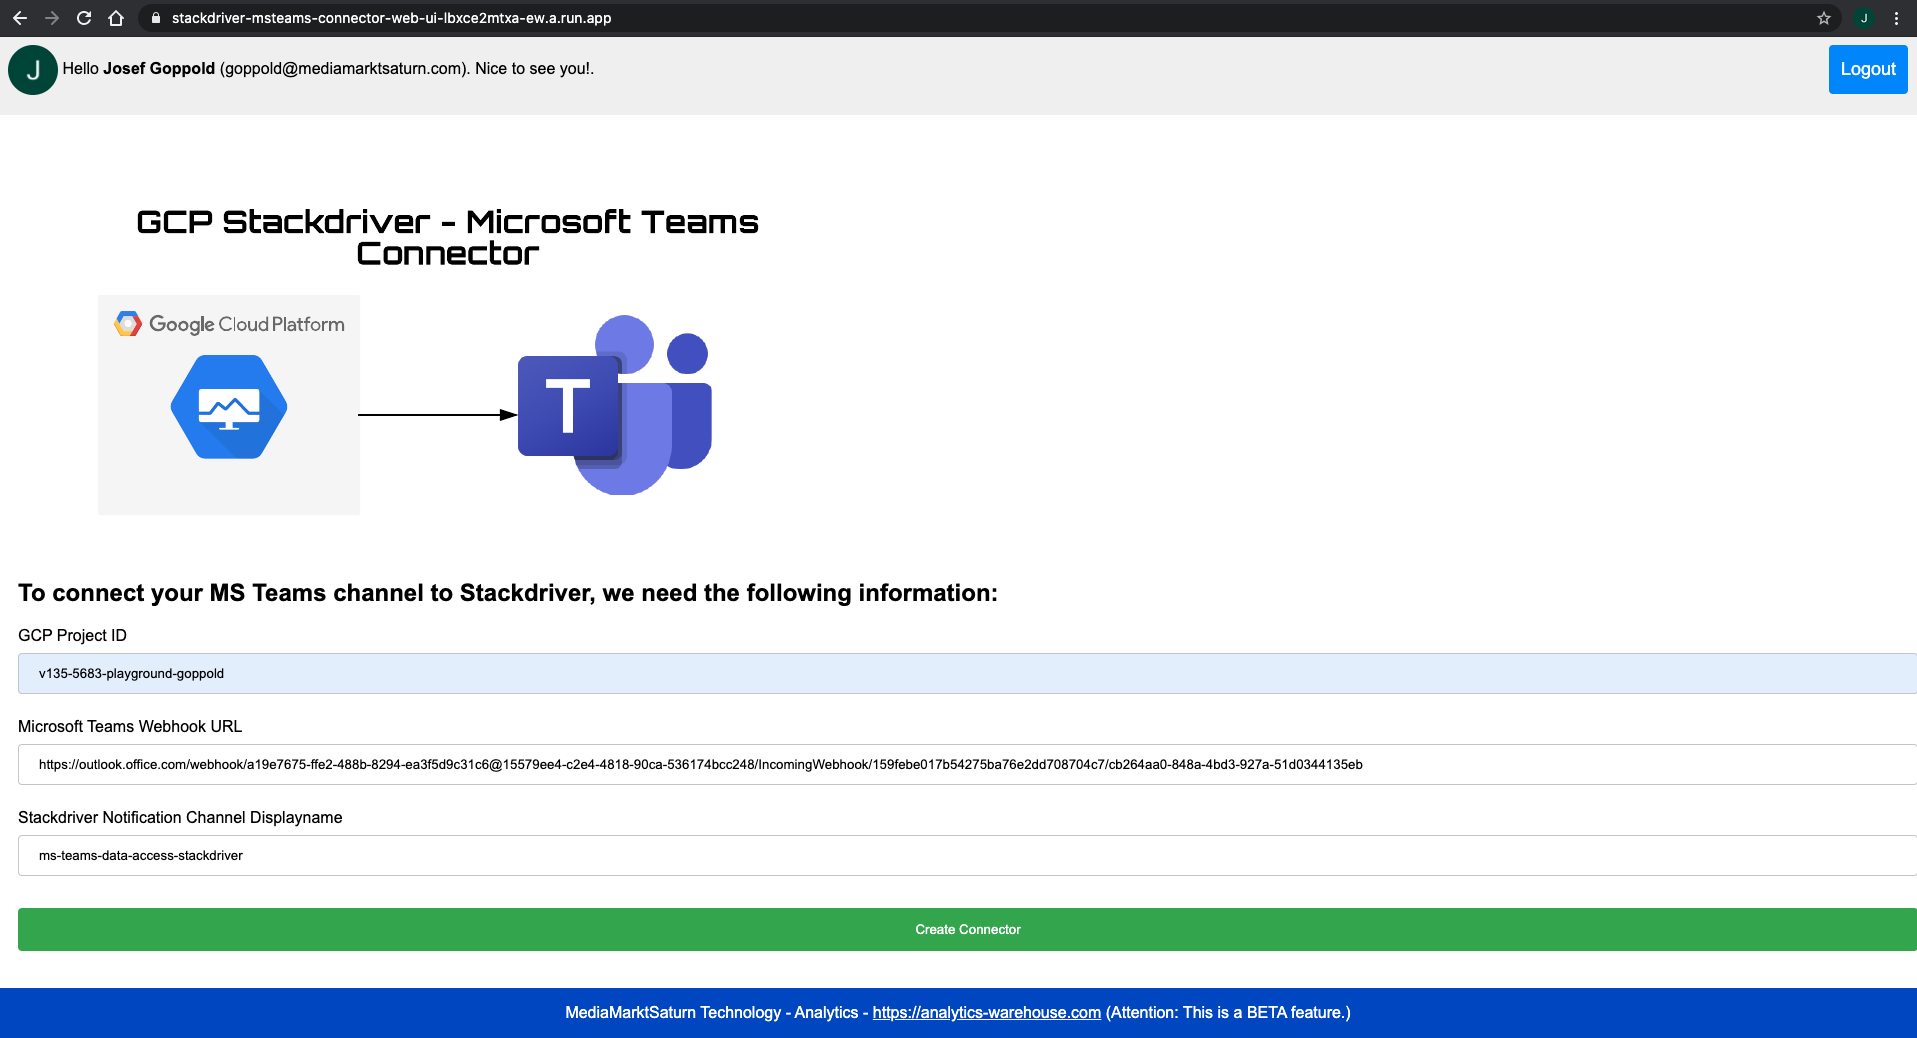 stackdriver-msteams-connector-web-ui-lbxce2mtxa-ew.a.run.app
J
J
Hello Josef Goppold (goppold@mediamarktsaturn.com). Nice to see you!.
Logout
GCP Stackdriver - Microsoft Teams
Connector
Google Cloud Platform
T
To connect your MS Teams channel to Stackdriver, we need the following information:
GCP Project ID
v135-5683-playground-goppold
Microsoft Teams Webhook URL
https://outlook.office.com/webhook/a19e7675-ffe2-488b-8294-ea3f5d9c31c6@15579ee4-c2e4-4818-90ca-536174bcc248/IncomingWebhook/159febe017b54275ba76e2dd708704c7/cb264aa0-848a-4bd3-927a-51d0344135eb
Stackdriver Notification Channel Displayname
ms-teams-data-access-stackdriver
Create Connector
MediaMarktSaturn Technology - Analytics - https://analytics-warehouse.com (Attention: This is a BETA feature.)